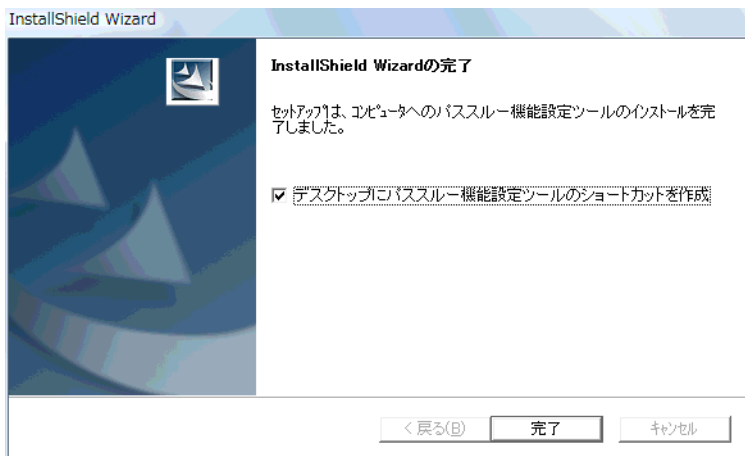 InstallShield Wizard
InstallShield Wizardの完了
ｾｯﾄｱｯﾌﾟは、ｺﾝﾋﾟｭｰﾀへのパススルー機能設定ツールのｲﾝｽﾄｰﾙを完
了しました。
デスクトップにパススルー機能設定ツールのショートカットを作成
< 戻る(B)
完了
ｷｬﾝｾﾙ